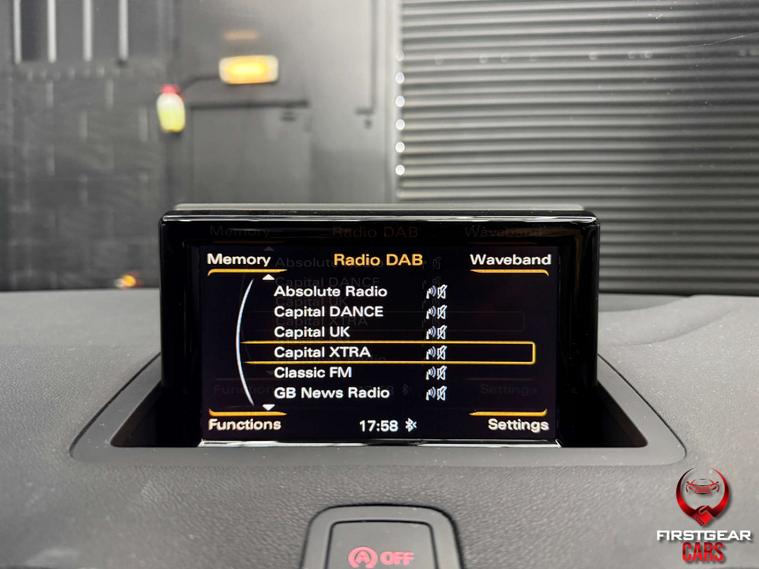 Memory Radio DAB Waveband
Absolute Radio
Capital DANCE
Capital UK
Capital XTRA
Classic FM
GB News Radio
Functions 17:58 Settings
A OFF
FIRSTGEAR
CARS